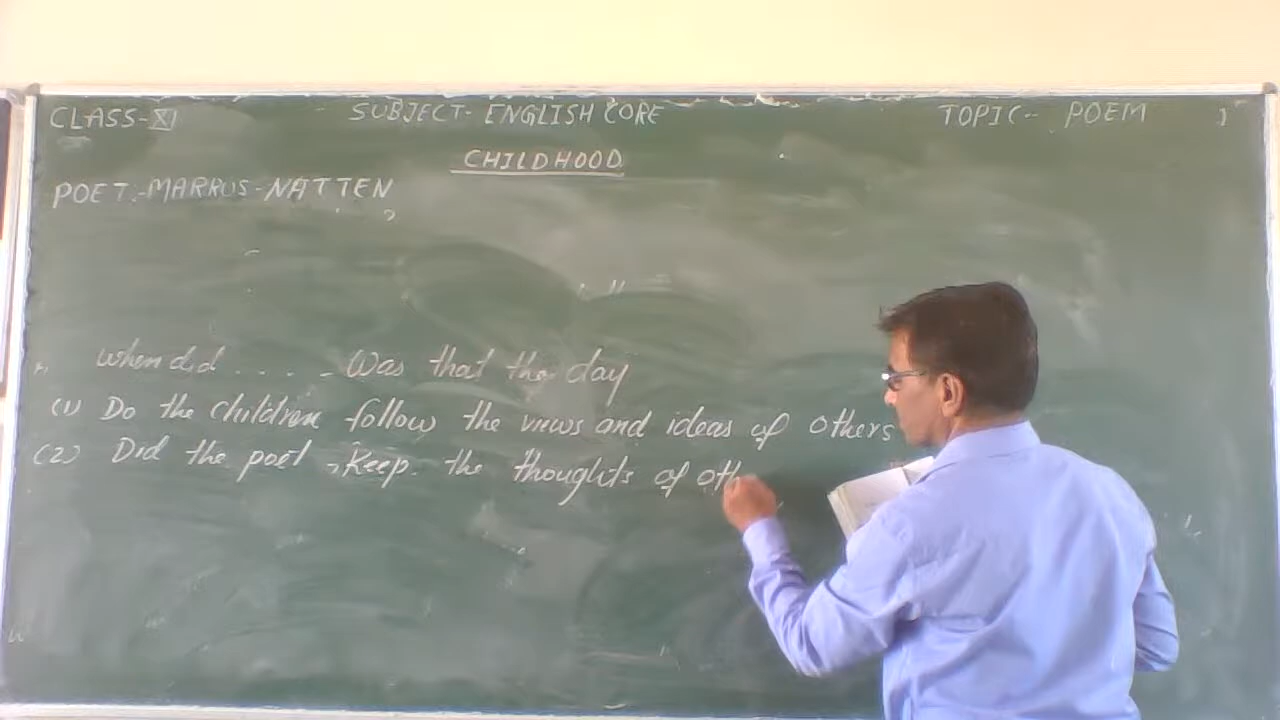 CLASS-XI SUBJECT- ENGLISH CORE TOPIC- POEM
CHILDHOOD
POET.-MARRUS-NATTEN
when did .... - Was that the day
(1) Do the children follow the views and ideas of others
(2) Did the poet keep. the thoughts of oth